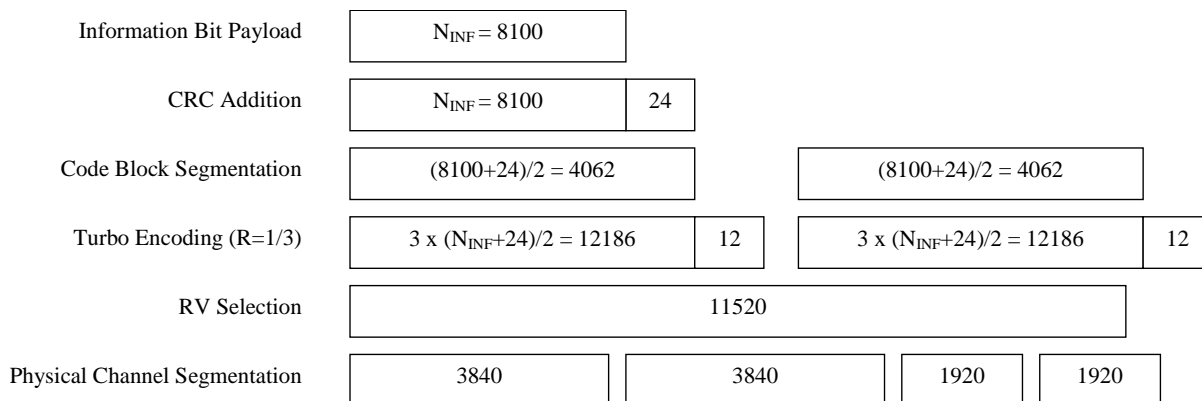 Information Bit Payload N_INF = 8100
CRC Addition N_INF = 8100 24
Code Block Segmentation (8100+24)/2 = 4062 (8100+24)/2 = 4062
Turbo Encoding (R=1/3) 3 x (N_INF+24)/2 = 12186 12 3 x (N_INF+24)/2 = 12186 12
RV Selection 11520
Physical Channel Segmentation 3840 3840 1920 1920